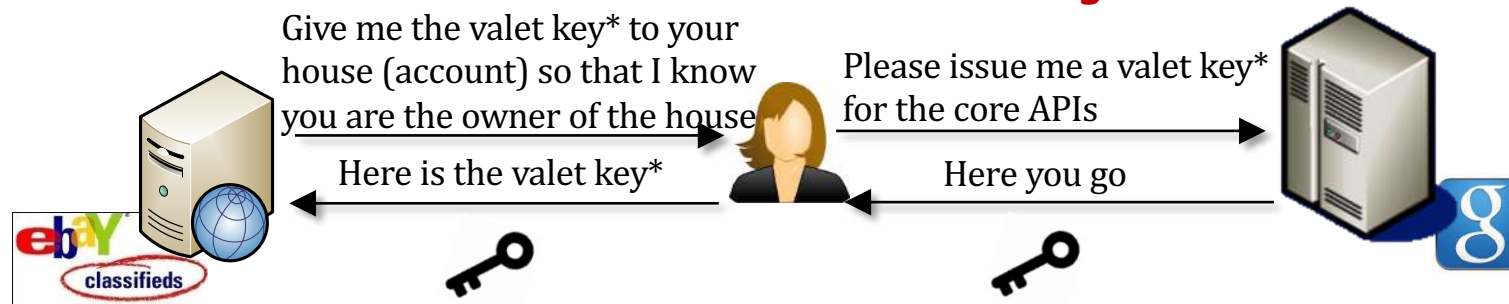 Give me the valet key* to your
house (account) so that I know
you are the owner of the house
Here is the valet key*
Please issue me a valet key*
for the core APIs
Here you go
ebaY
classifieds
g